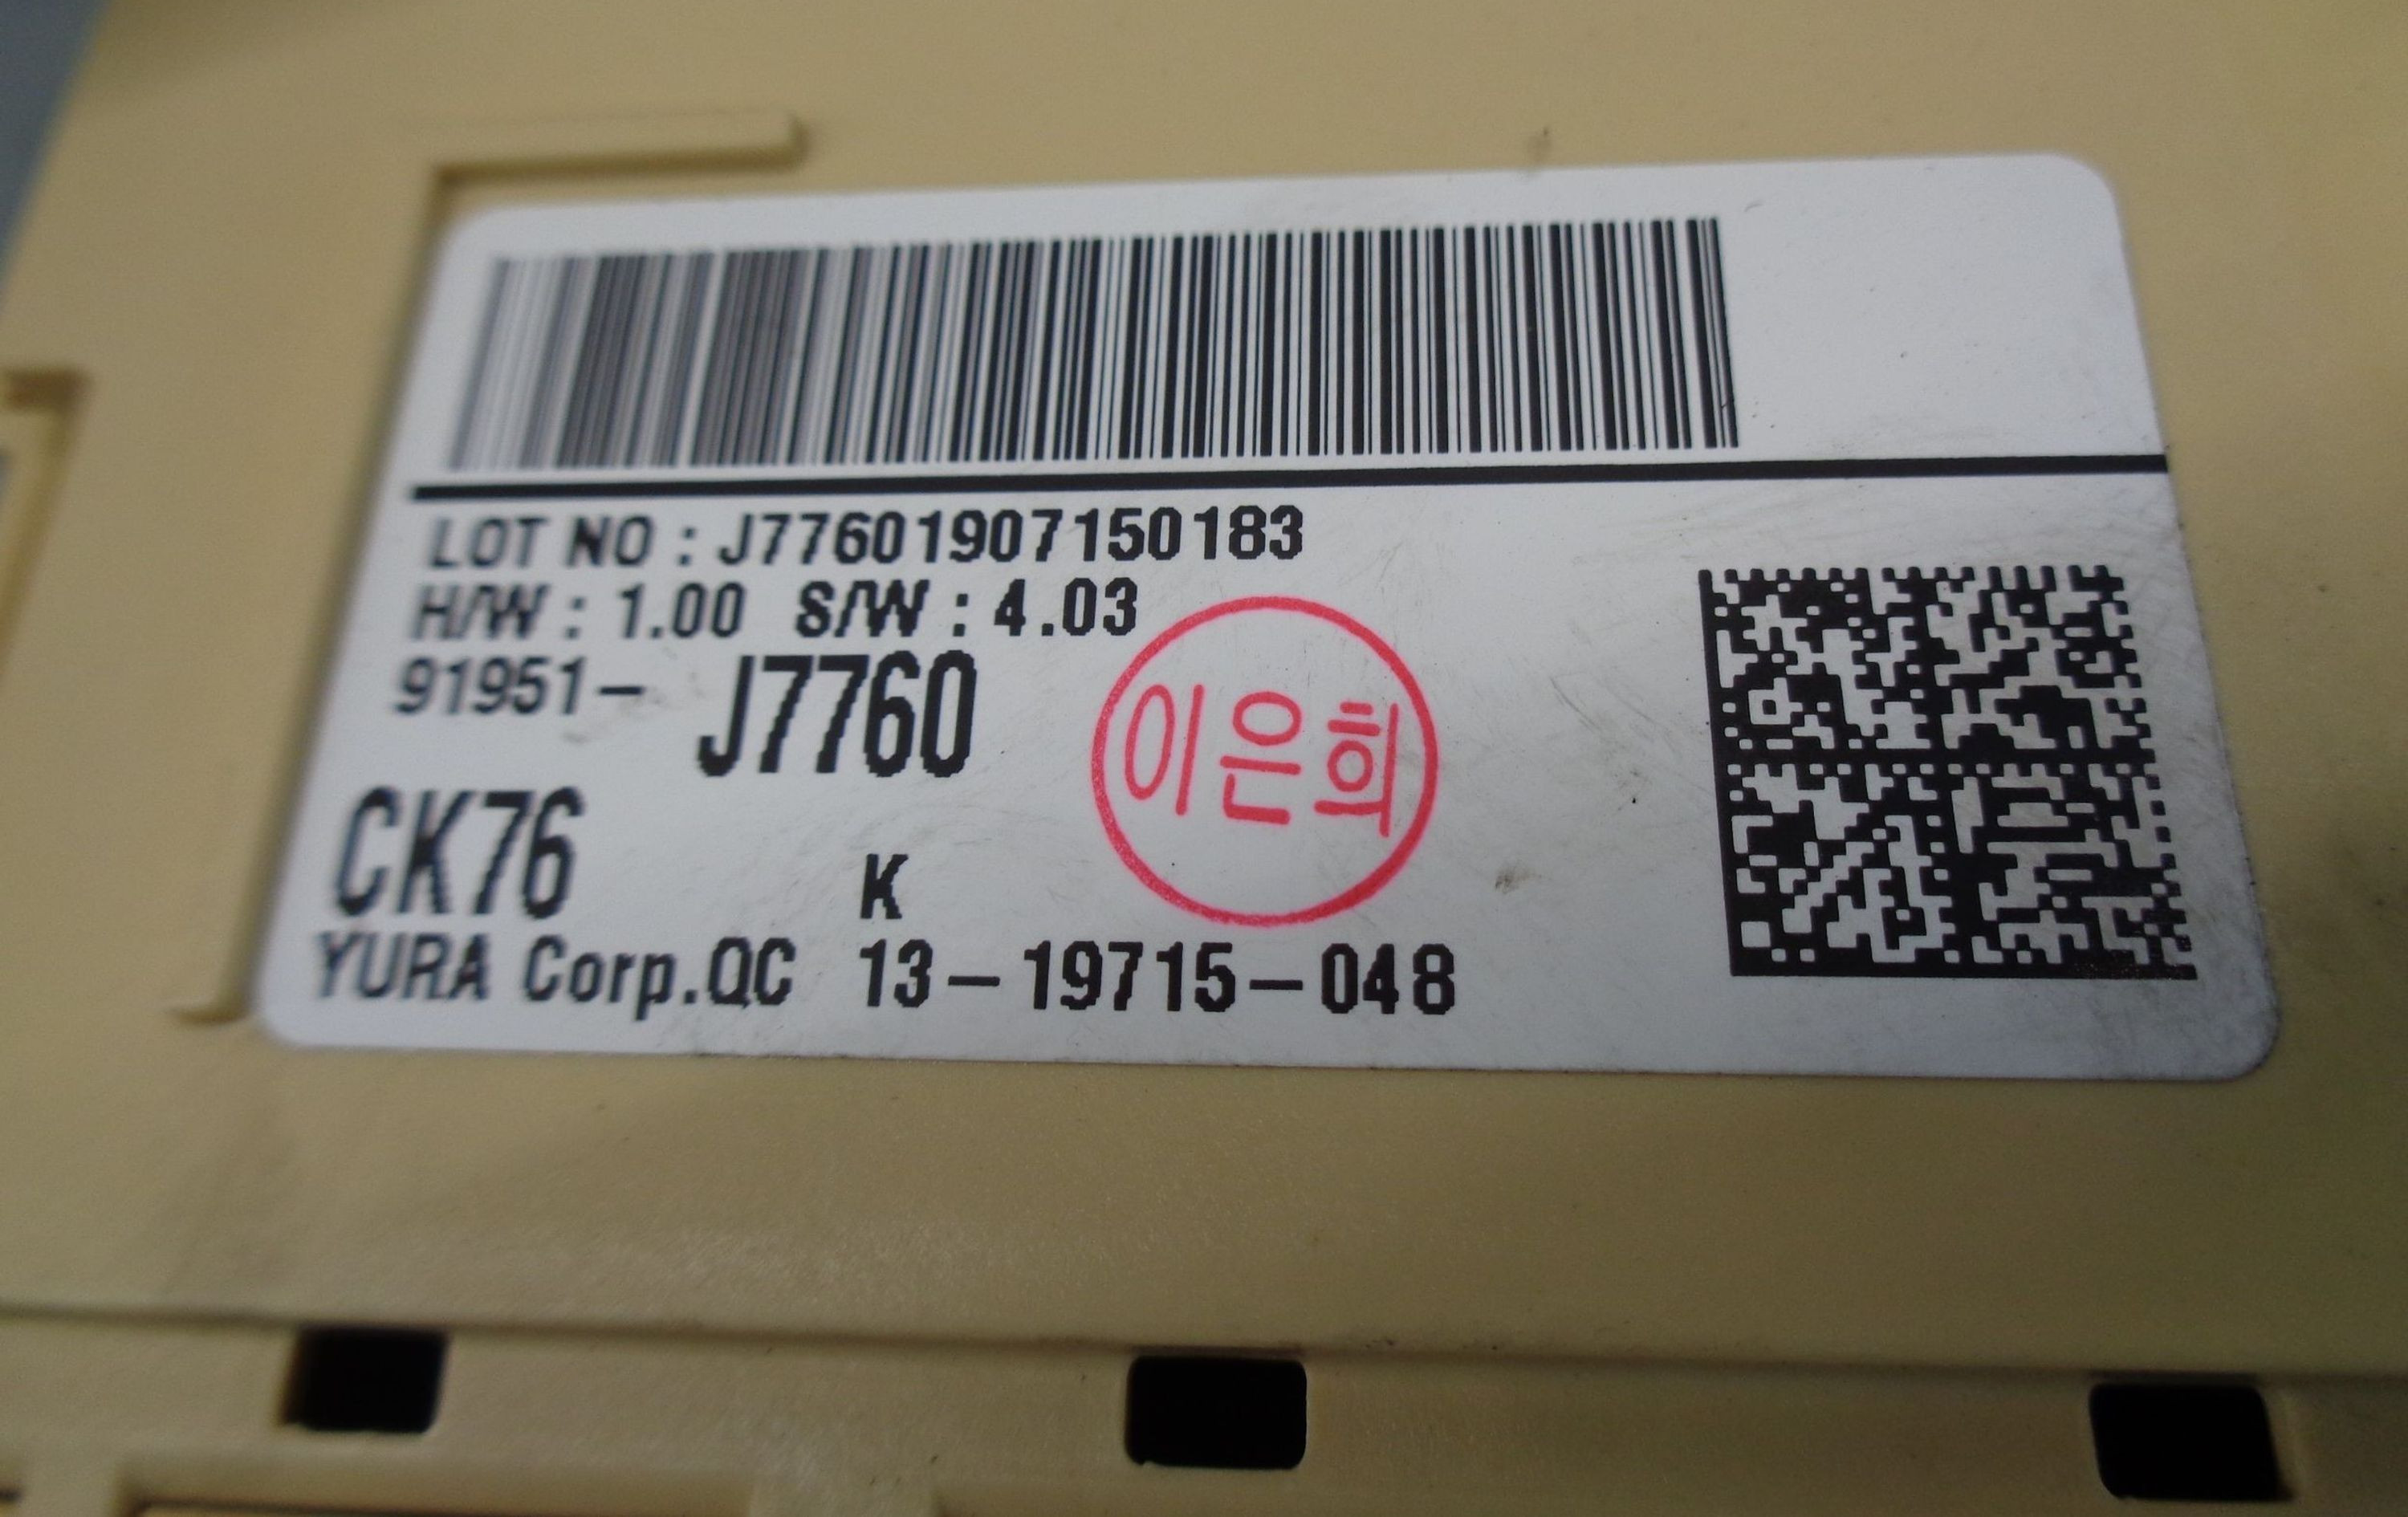 LOT NO : J77601907150183
H/W : 1.00 S/W : 4.03
91951- J7760
이은희
CK76
K
YURA Corp.QC 13-19715-048